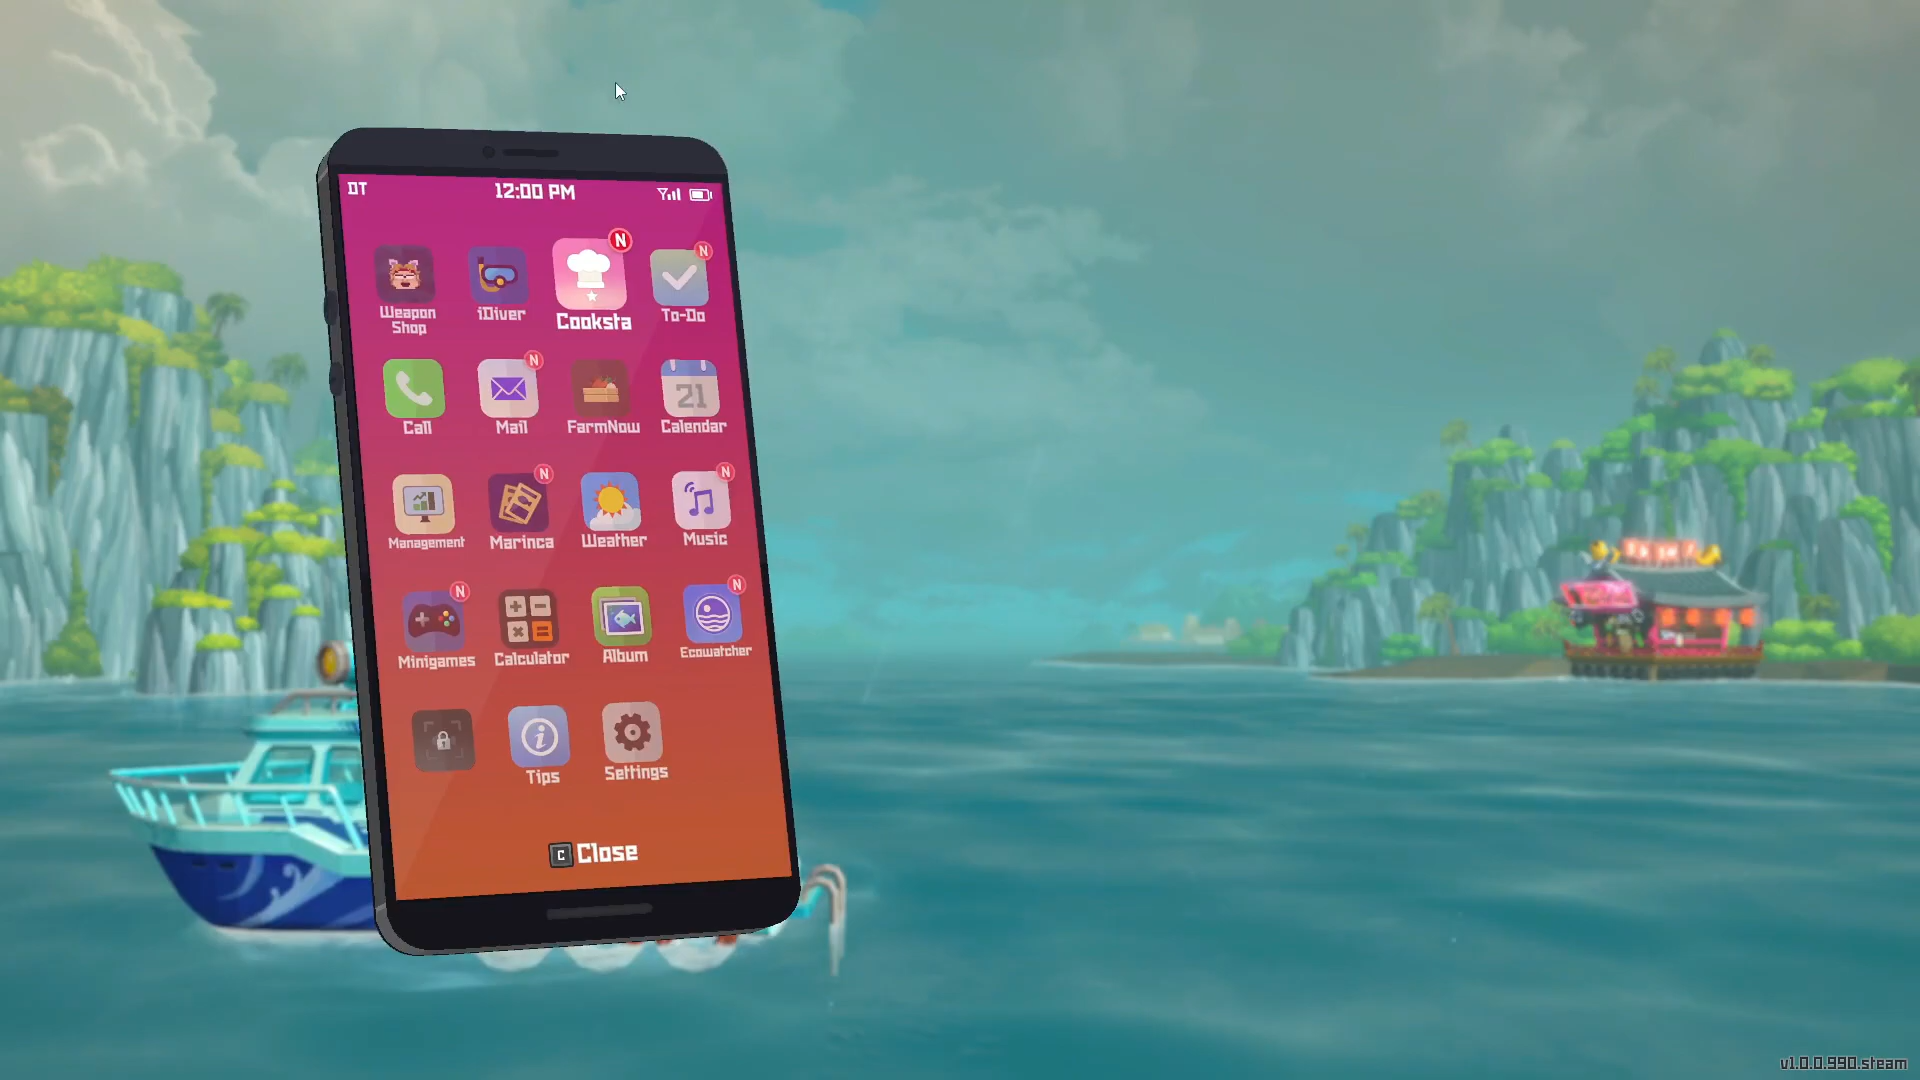 DT
12:00 PM
N
N
Weapon
Shop
iDiver
Cooksta
To-Do
N
21
Call
Mail
FarmNow
Calendar
N
N
Management
Marinca
Weather
Music
N
N
Minigames
Calculator
Album
Ecowatcher
i
Tips
Settings
C Close
v1.0.0.990.steam